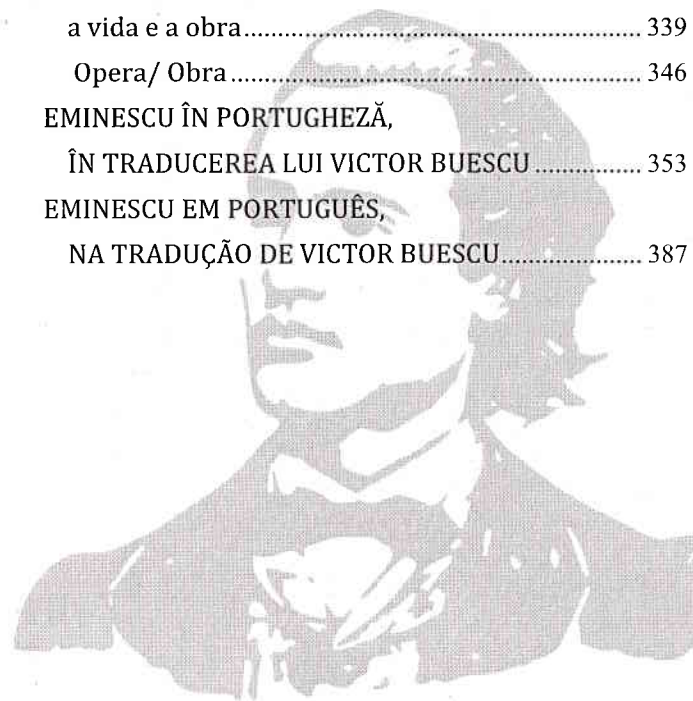 a vida e a obra.................................................................... 339
Opera/ Obra...................................................................... 346
EMINESCU ÎN PORTUGHEZĂ,
ÎN TRADUCEREA LUI VICTOR BUESCU................. 353
EMINESCU EM PORTUGUÊS,
NA TRADUÇÃO DE VICTOR BUESCU...................... 387